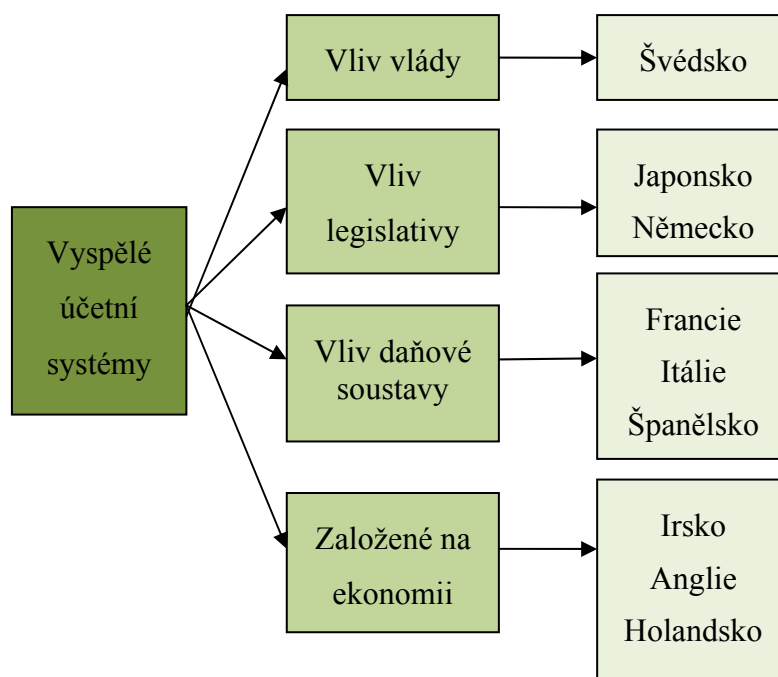 Vyspělé
účetní
systémy
Vliv vlády
Švédsko
Vliv
legislativy
Japonsko
Německo
Vliv daňové
soustavy
Francie
Itálie
Španělsko
Založené na
ekonomii
Irsko
Anglie
Holandsko